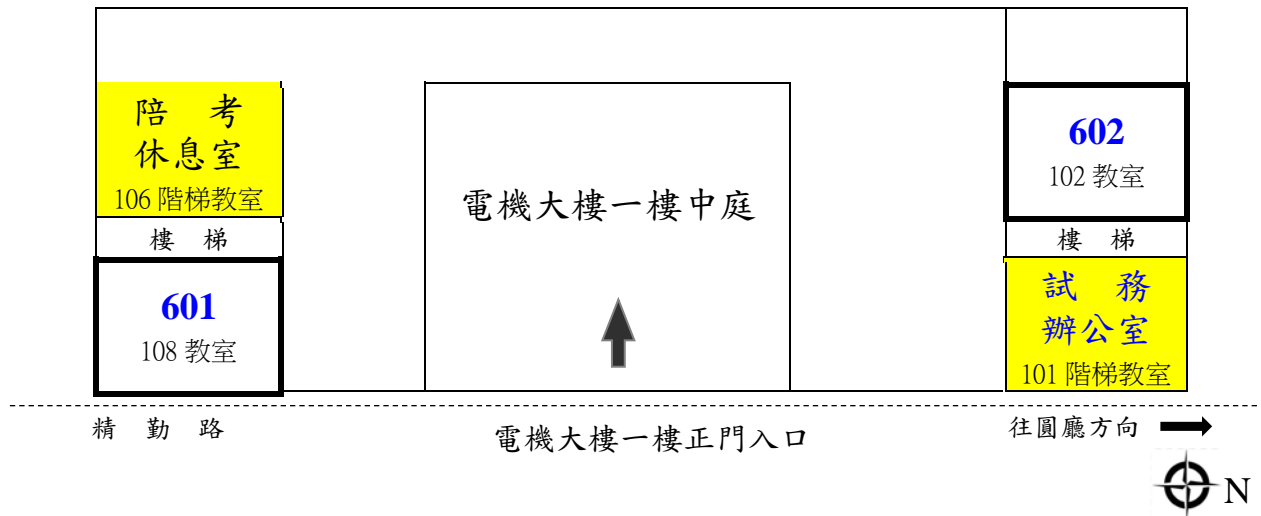 陪 考
休息室
106 階梯教室
樓 梯
601
108 教室
電機大樓一樓中庭
602
102 教室
樓 梯
試 務
辦公室
101 階梯教室
精 勤 路
電機大樓一樓正門入口
往圓廳方向
N